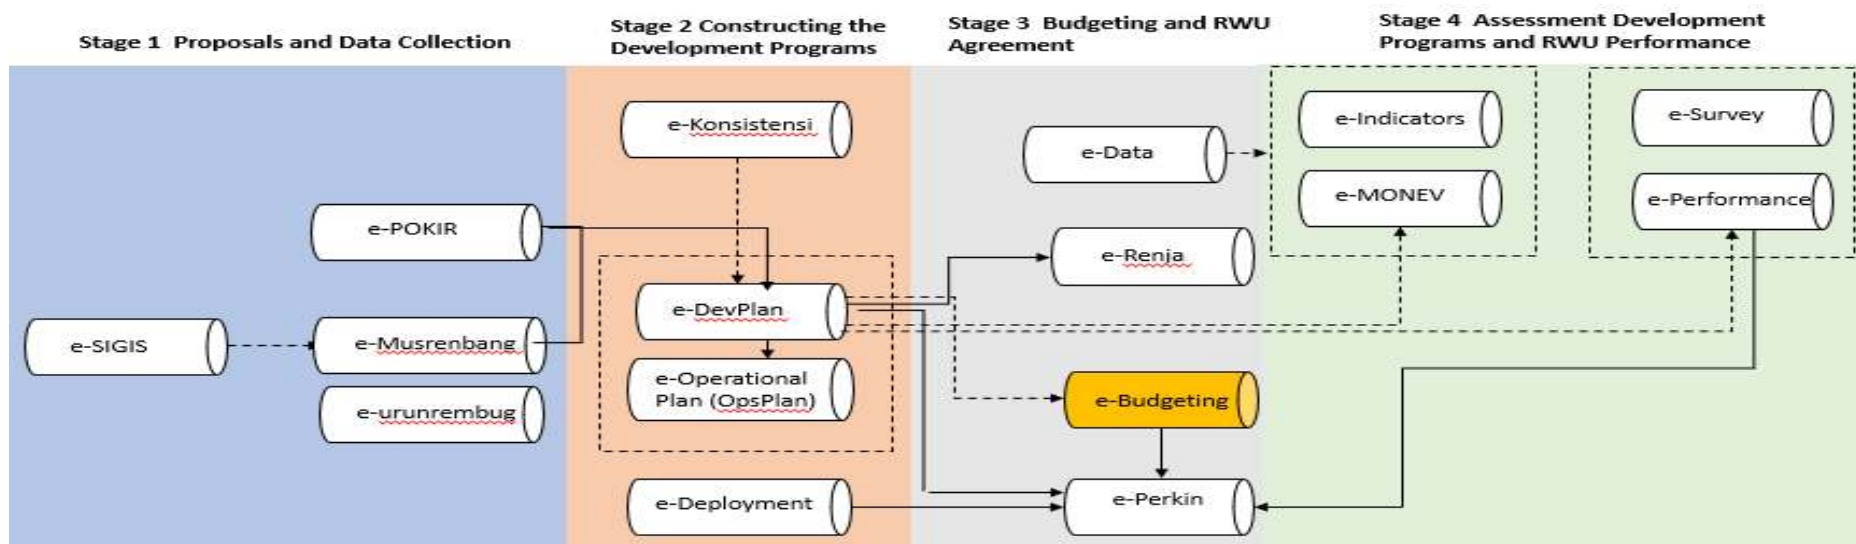 Stage 1 Proposals and Data Collection
Stage 2 Constructing the
Development Programs
Stage 3 Budgeting and RWU
Agreement
Stage 4 Assessment Development
Programs and RWU Performance
e-POKIR
e-SIGIS
e-Musrenbang
e-urunrembug
e-Konsistensi
e-DevPlan
e-Operational
Plan (OpsPlan)
e-Deployment
e-Data
e-Renja
e-Budgeting
e-Perkin
e-Indicators
e-MONEV
e-Survey
e-Performance